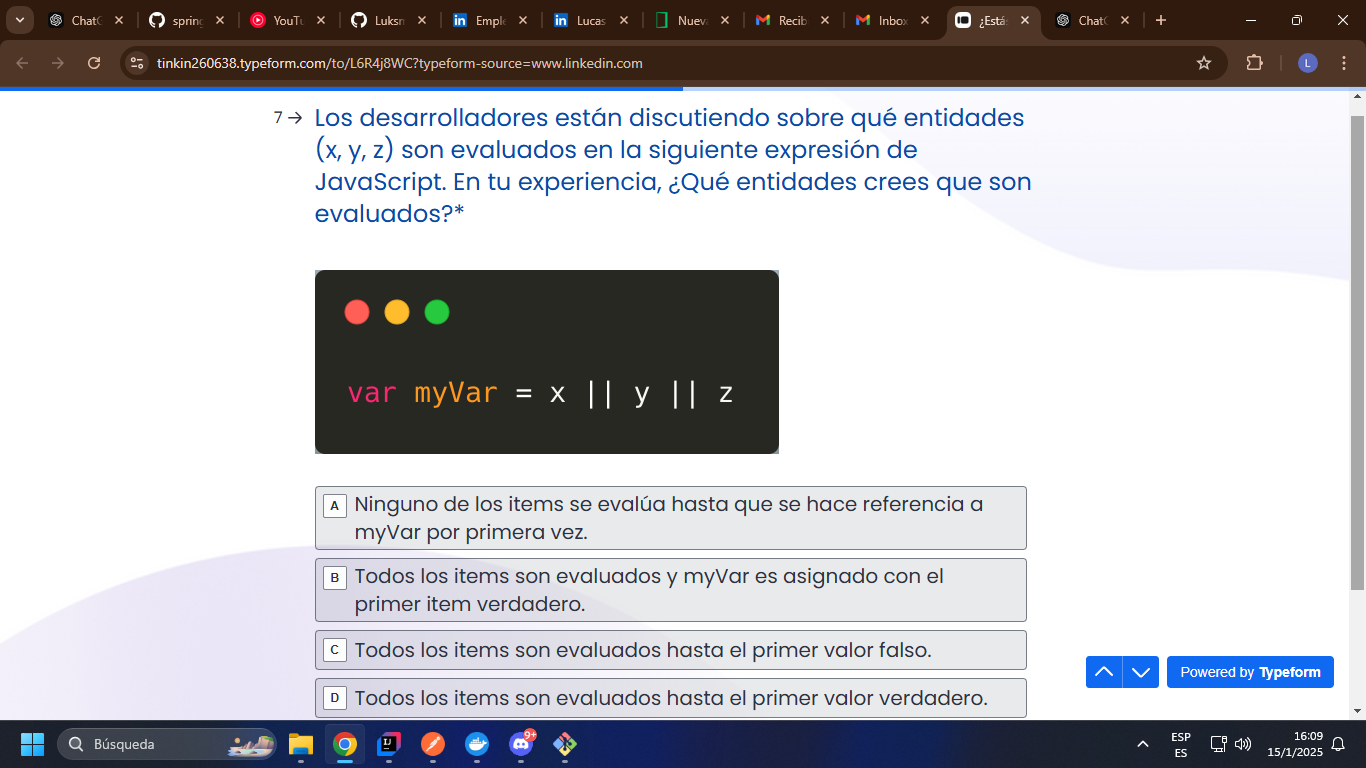 ChatG
spring
YouTu
Luksm
Emple
Lucas
Nueva
Recib
Inbox
¿Está
ChatG
tinkin260638.typeform.com/to/L6R4j8WC?typeform-source=www.linkedin.com
L
7 → Los desarrolladores están discutiendo sobre qué entidades
(x, y, z) son evaluados en la siguiente expresión de
JavaScript. En tu experiencia, ¿Qué entidades crees que son
evaluados?*
var myVar = x || y || z
A Ninguno de los items se evalúa hasta que se hace referencia a
myVar por primera vez.
B Todos los items son evaluados y myVar es asignado con el
primer item verdadero.
C Todos los items son evaluados hasta el primer valor falso.
D Todos los items son evaluados hasta el primer valor verdadero.
Powered by Typeform
Búsqueda
9+
ESP
ES
16:09
15/1/2025